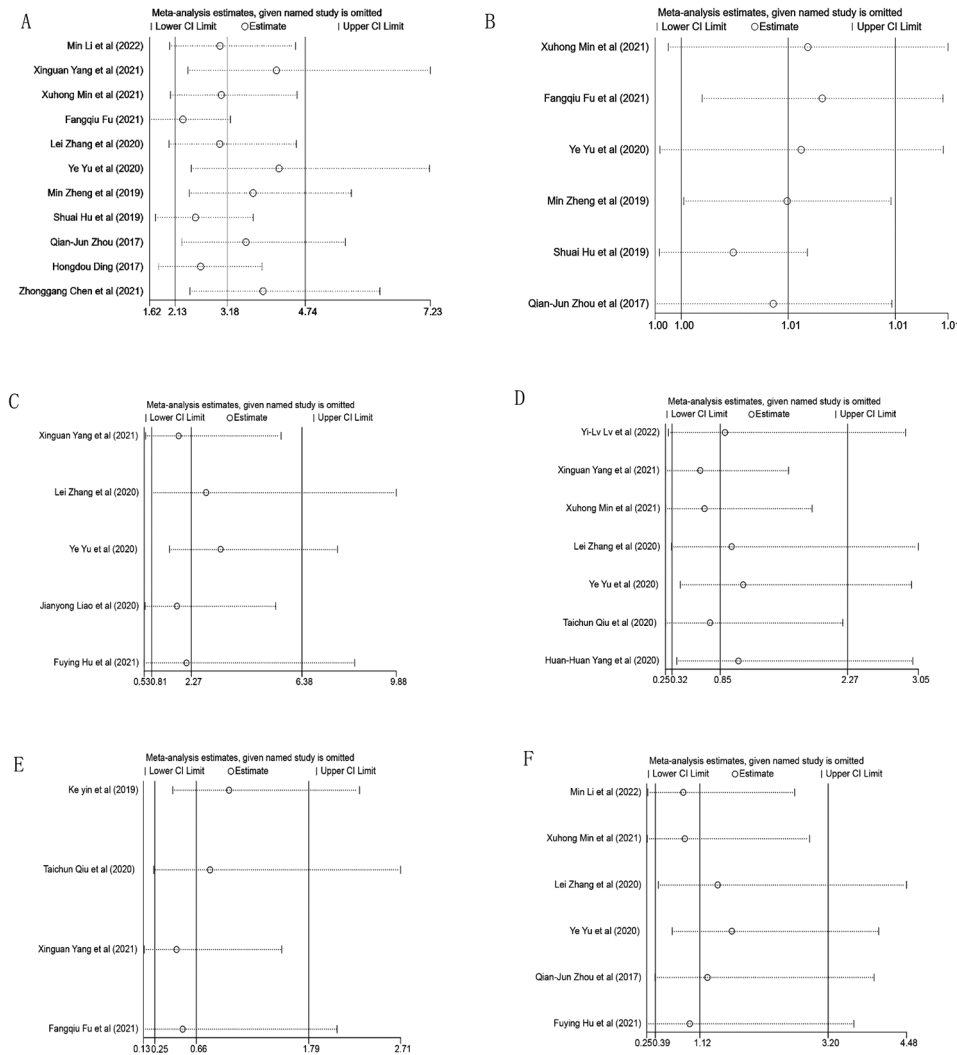 A
Meta-analysis estimates, given named study is omitted
| Lower CI Limit
○Estimate
| Upper CI Limit
Min Li et al (2022)
Xinguan Yang et al (2021)
Xuhong Min et al (2021)
Fangqiu Fu (2021)
Lei Zhang et al (2020)
Ye Yu et al (2020)
Min Zheng et al (2019)
Shuai Hu et al (2019)
Qian-Jun Zhou (2017)
Hongdou Ding (2017)
Zhonggang Chen et al (2021)
1.62 2.13 3.18 4.74 7.23
B
Meta-analysis estimates, given named study is omitted
| Lower CI Limit
○Estimate
| Upper CI Limit
Xuhong Min et al (2021)
Fangqiu Fu et al (2021)
Ye Yu et al (2020)
Min Zheng et al (2019)
Shuai Hu et al (2019)
Qian-Jun Zhou et al (2017)
1.00 1.00 1.01 1.01 1.01
C
Meta-analysis estimates, given named study is omitted
| Lower CI Limit
○Estimate
| Upper CI Limit
Xinguan Yang et al (2021)
Lei Zhang et al (2020)
Ye Yu et al (2020)
Jianyong Liao et al (2020)
Fuying Hu et al (2021)
0.530.81 2.27 6.38 9.88
D
Meta-analysis estimates, given named study is omitted
| Lower CI Limit
○Estimate
| Upper CI Limit
Yi-Lv Lv et al (2022)
Xinguan Yang et al (2021)
Xuhong Min et al (2021)
Lei Zhang et al (2020)
Ye Yu et al (2020)
Taichun Qiu et al (2020)
Huan-Huan Yang et al (2020)
0.250.32 0.85 2.27 3.05
E
Meta-analysis estimates, given named study is omitted
| Lower CI Limit
○Estimate
| Upper CI Limit
Ke yin et al (2019)
Taichun Qiu et al (2020)
Xinguan Yang et al (2021)
Fangqiu Fu et al (2021)
0.130.25 0.66 1.79 2.71
F
Meta-analysis estimates, given named study is omitted
| Lower CI Limit
○Estimate
| Upper CI Limit
Min Li et al (2022)
Xuhong Min et al (2021)
Lei Zhang et al (2020)
Ye Yu et al (2020)
Qian-Jun Zhou et al (2017)
Fuying Hu et al (2021)
0.250.39 1.12 3.20 4.48